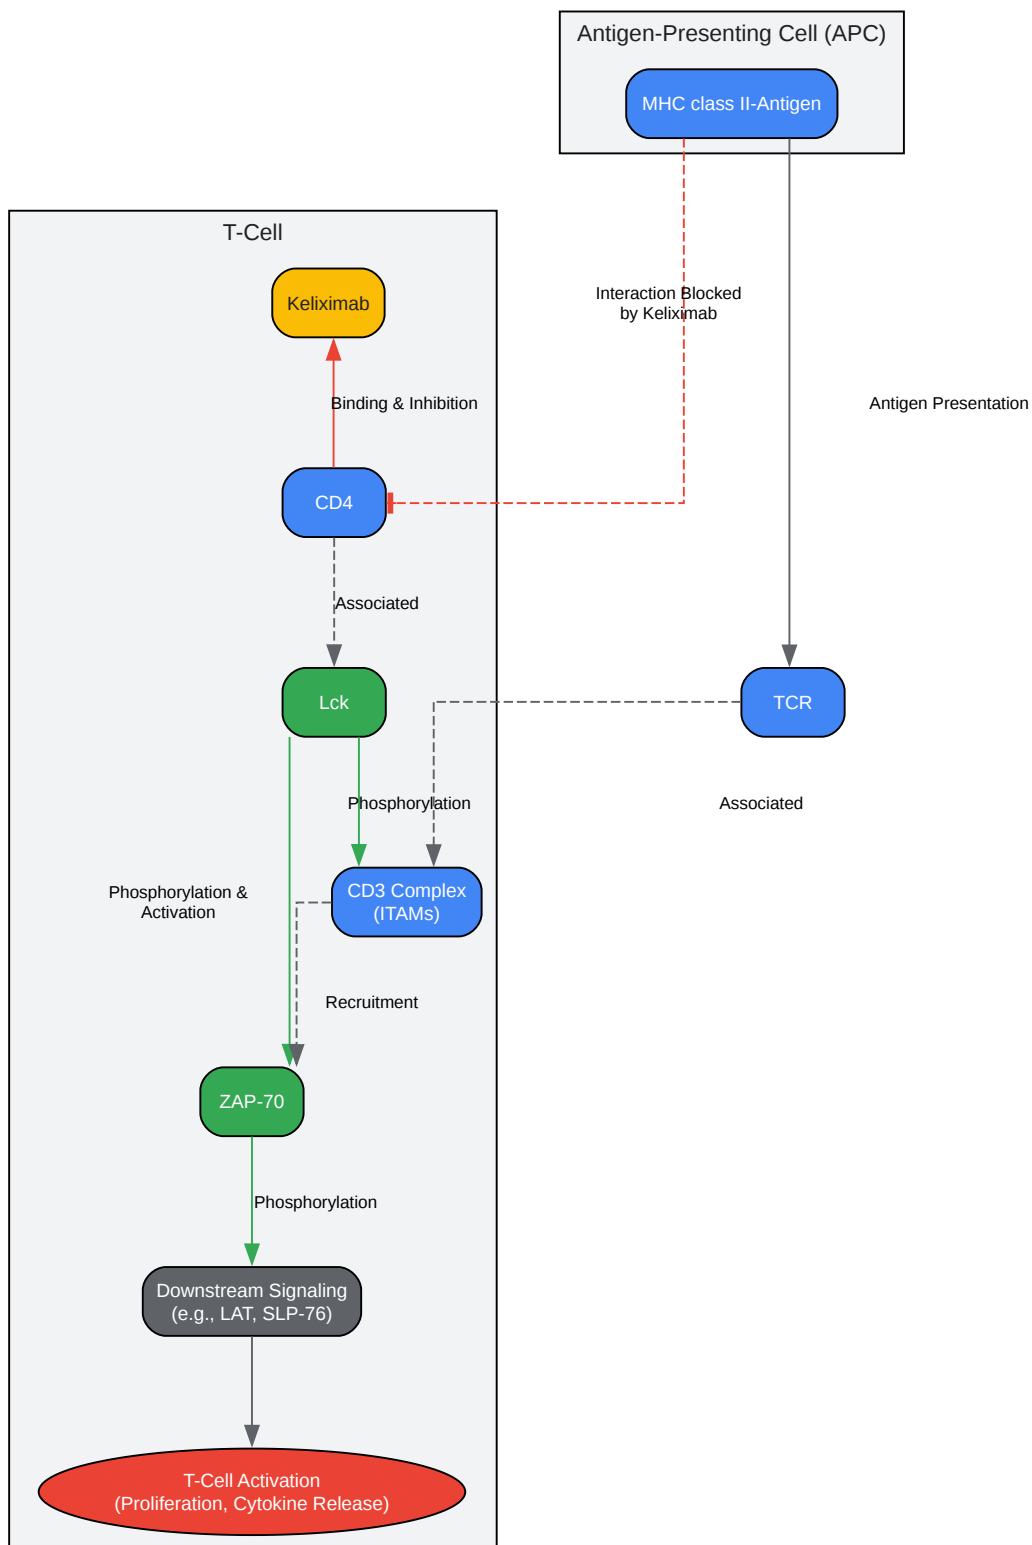 Antigen-Presenting Cell (APC)
MHC class II-Antigen
T-Cell
Keliximab
Interaction Blocked
by Keliximab
Binding & Inhibition
Antigen Presentation
CD4
Associated
Lck
TCR
Phosphorylation
Associated
Phosphorylation &
Activation
CD3 Complex
(ITAMs)
Recruitment
ZAP-70
Phosphorylation
Downstream Signaling
(e.g., LAT, SLP-76)
T-Cell Activation
(Proliferation, Cytokine Release)